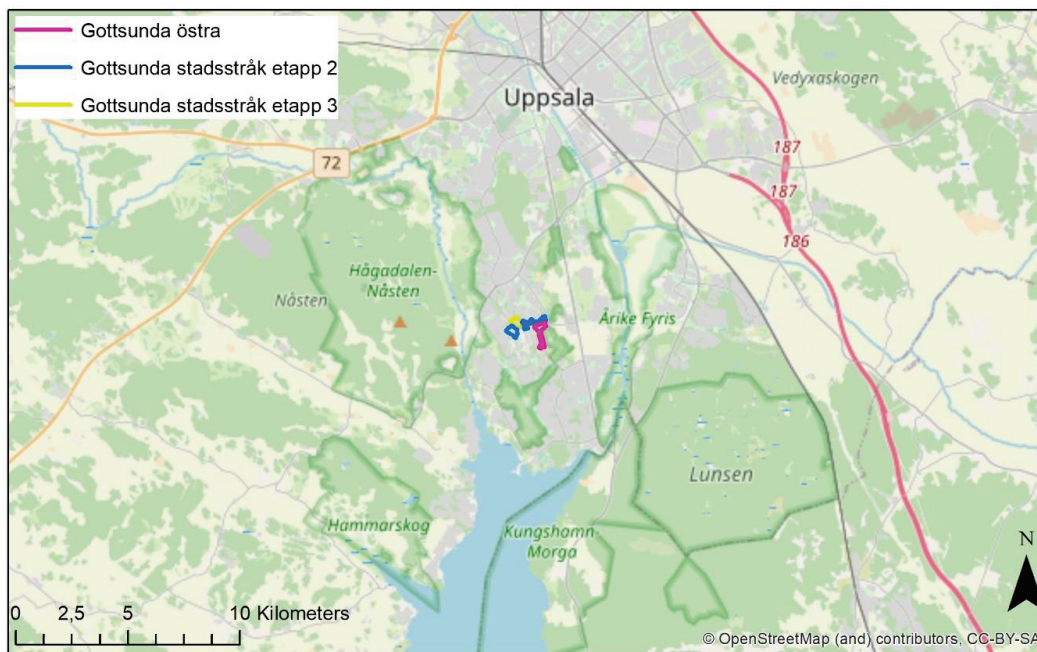 Gottsunda östra
Gottsunda stadsstråk etapp 2
Gottsunda stadsstråk etapp 3
Uppsala
Vedyxaskogen
72
187
187
186
Hågadalen-
Nåsten
Nåsten
Årike Fyris
Lunsen
Hammarskog
Kungshamn-
Morga
N
0 2,5 5 10 Kilometers
© OpenStreetMap (and) contributors, CC-BY-SA